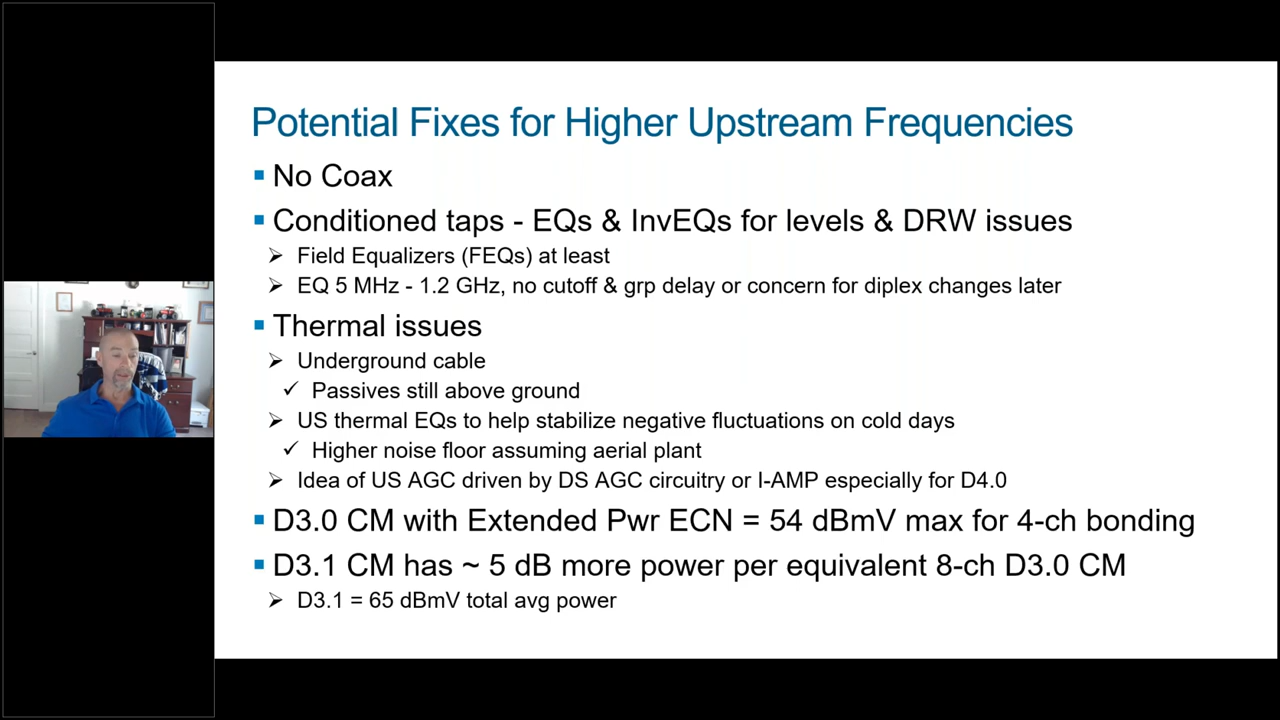 Potential Fixes for Higher Upstream Frequencies
No Coax
Conditioned taps - EQs & InvEQs for levels & DRW issues
Field Equalizers (FEQs) at least
EQ 5 MHz - 1.2 GHz, no cutoff & grp delay or concern for diplex changes later
Thermal issues
Underground cable
Passives still above ground
US thermal EQs to help stabilize negative fluctuations on cold days
Higher noise floor assuming aerial plant
Idea of US AGC driven by DS AGC circuitry or I-AMP especially for D4.0
D3.0 CM with Extended Pwr ECN = 54 dBmV max for 4-ch bonding
D3.1 CM has ~ 5 dB more power per equivalent 8-ch D3.0 CM
D3.1 = 65 dBmV total avg power